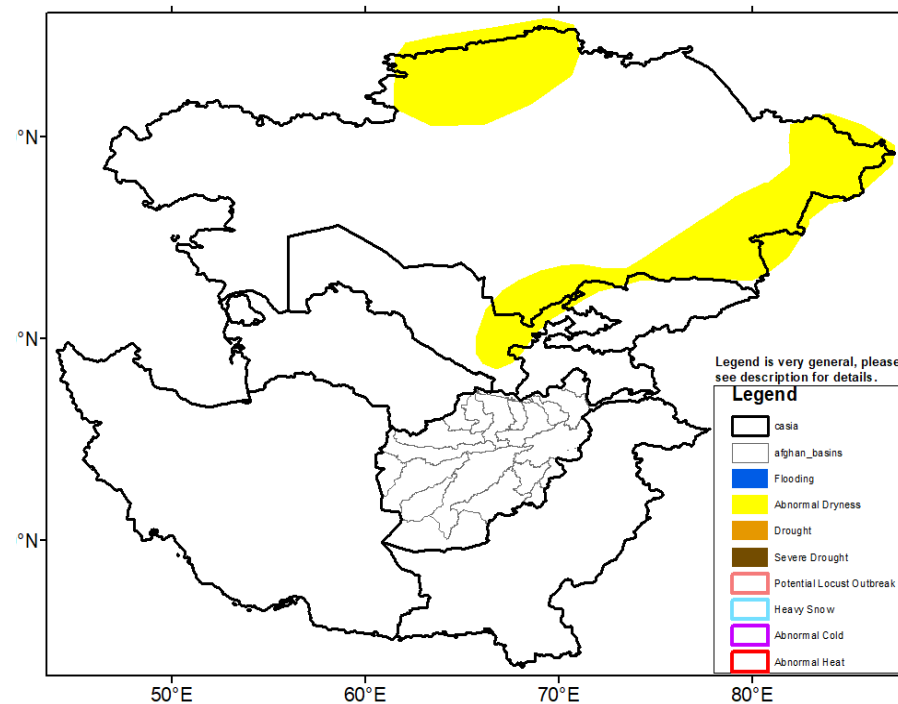 °N
°N
°N
Legend is very general, please
see description for details.
Legend
casia
afghan_basins
Flooding
Abnormal Dryness
Drought
Severe Drought
Potential Locust Outbreak
Heavy Snow
Abnormal Cold
Abnormal Heat
50°E 60°E 70°E 80°E